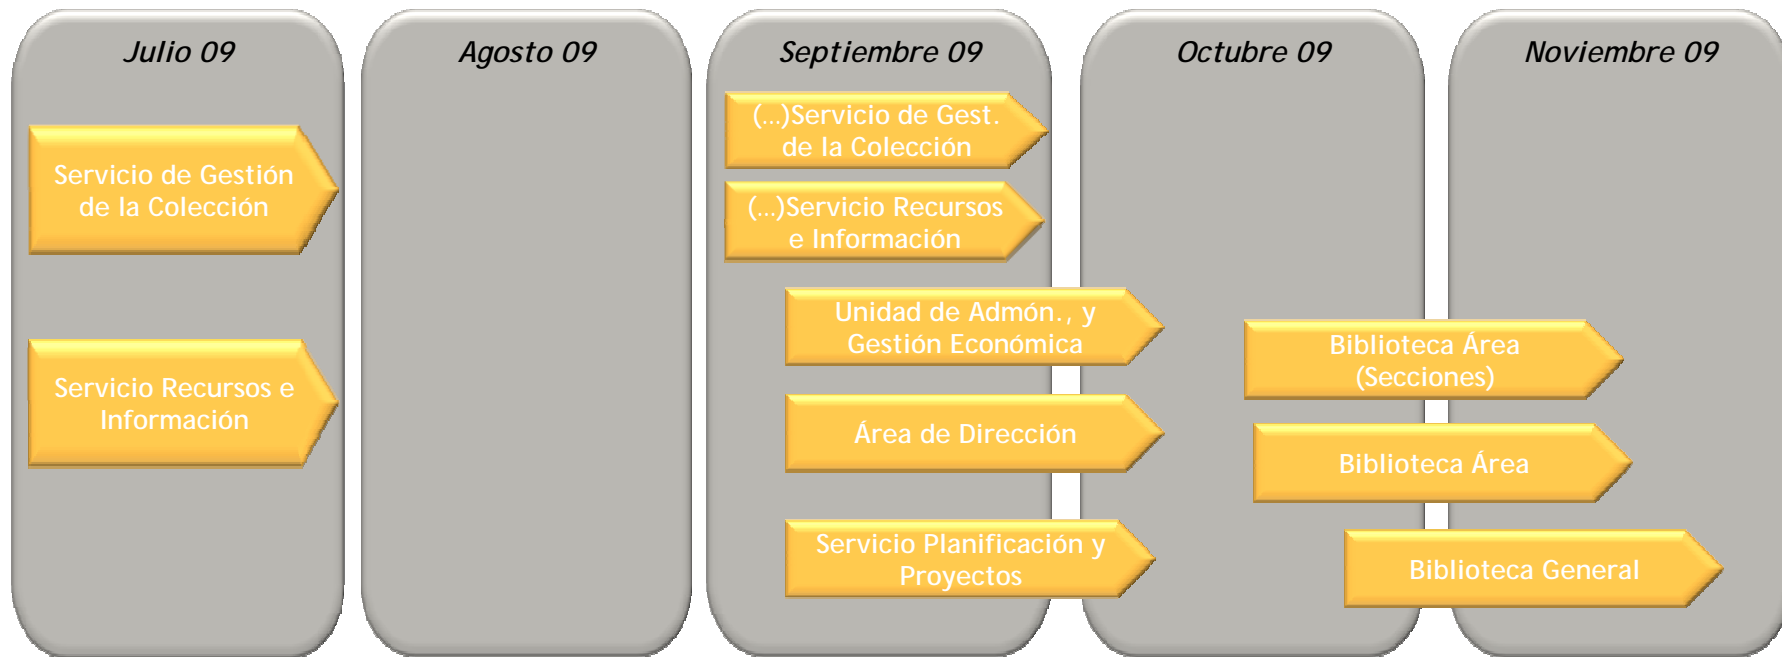 Julio 09
Agosto 09
Septiembre 09
Octubre 09
Noviembre 09
Servicio de Gestión
de la Colección
Servicio Recursos e
Información
(...)Servicio de Gest.
de la Colección
(...)Servicio Recursos
e Información
Unidad de Admón., y
Gestión Económica
Área de Dirección
Servicio Planificación y
Proyectos
Biblioteca Área
(Secciones)
Biblioteca Área
Biblioteca General